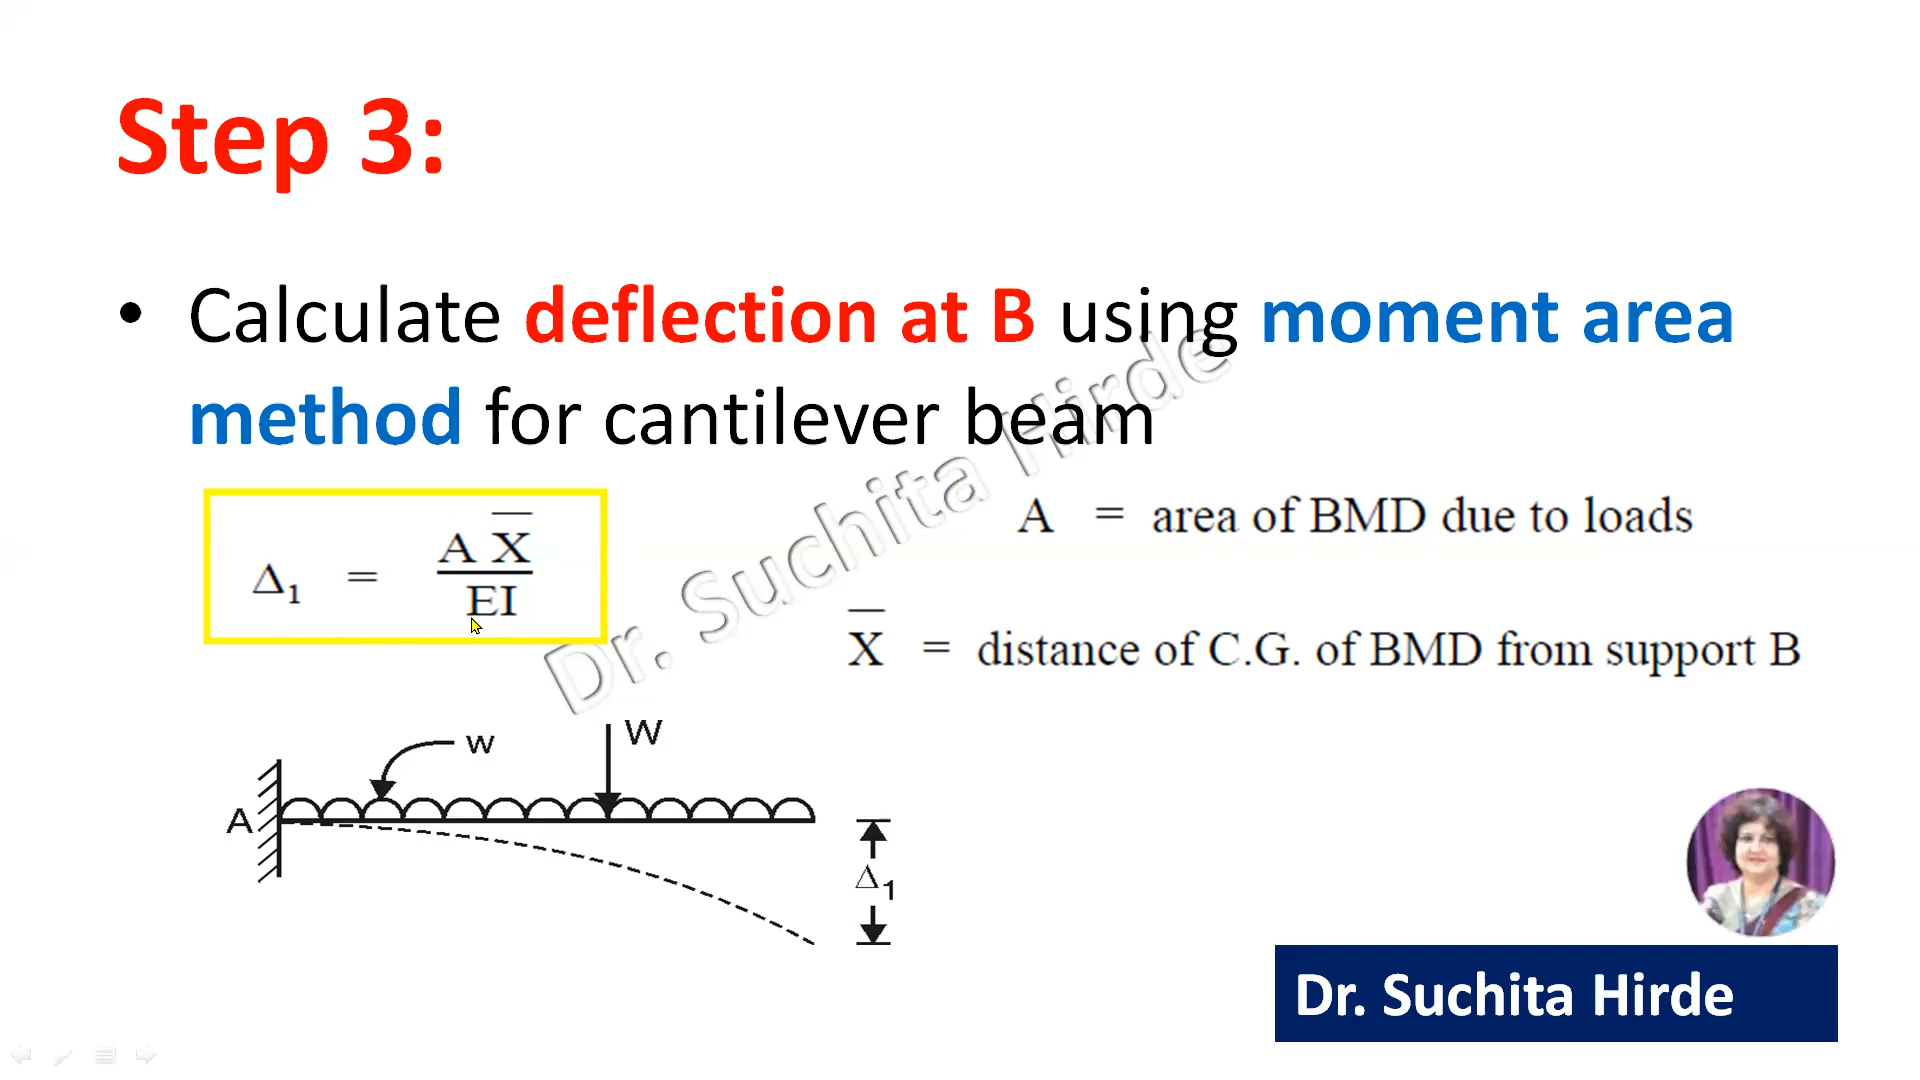 Step 3:
• Calculate deflection at B using moment area
method for cantilever beam
Δ₁ = A X̅ / EI
A = area of BMD due to loads
X̅ = distance of C.G. of BMD from support B
Dr. Suchita Hirde
w
W
A
Δ₁
Dr. Suchita Hirde